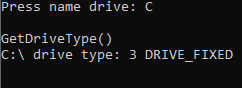 Press name drive: C
GetDriveType()
C:\ drive type: 3 DRIVE_FIXED